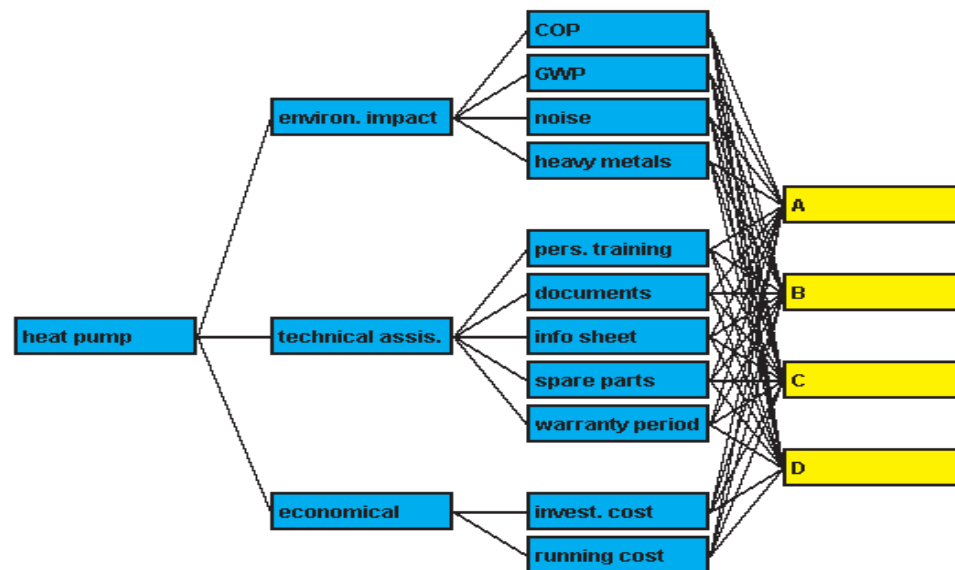 COP
GWP
environ. impact
noise
heavy metals
A
pers. training
documents
B
heat pump
technical assis.
info sheet
spare parts
C
warranty period
D
economical
invest. cost
running cost